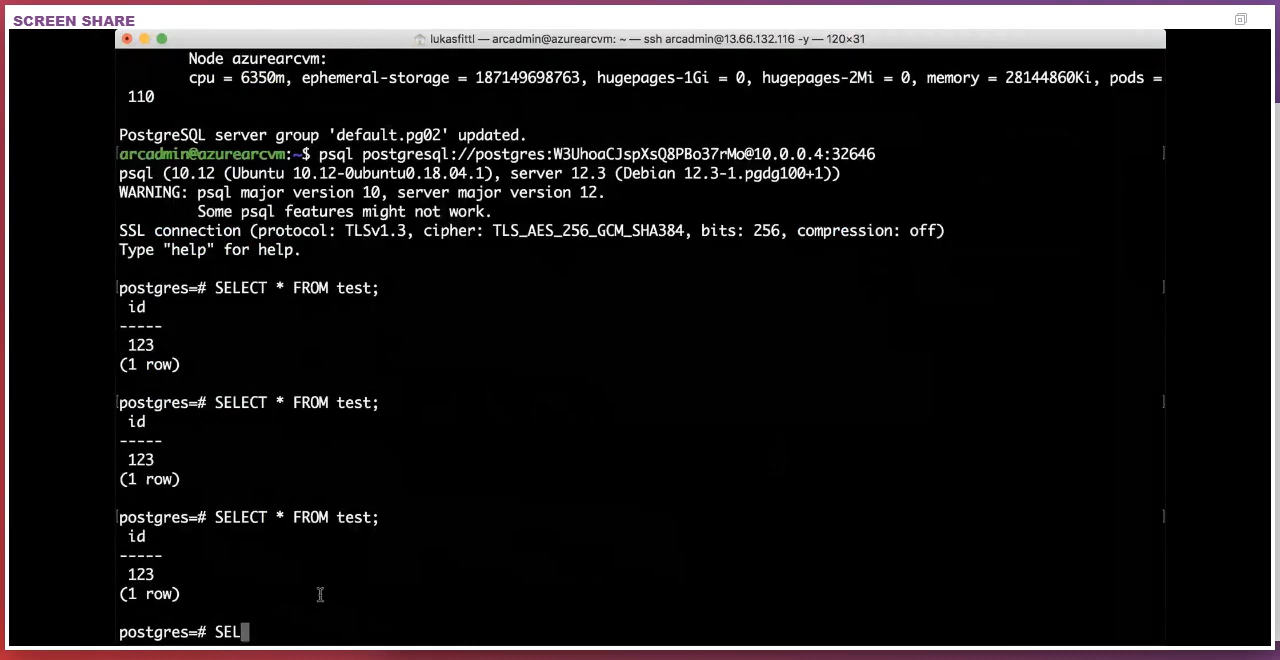 SCREEN SHARE
lukasfittl — arcadmin@azurearcvm: ~ — ssh arcadmin@13.66.132.116 -y — 120×31
Node azurearcvm:
cpu = 6350m, ephemeral-storage = 187149698763, hugepages-1Gi = 0, hugepages-2Mi = 0, memory = 28144860Ki, pods =
110
PostgreSQL server group 'default.pg02' updated.
arcadmin@azurearcvm:~$ psql postgresql://postgres:W3UhoaCJspXsQ8PBo37rMo@10.0.0.4:32646
psql (10.12 (Ubuntu 10.12-0ubuntu0.18.04.1), server 12.3 (Debian 12.3-1.pgdg100+1))
WARNING: psql major version 10, server major version 12.
Some psql features might not work.
SSL connection (protocol: TLSv1.3, cipher: TLS_AES_256_GCM_SHA384, bits: 256, compression: off)
Type "help" for help.
postgres=# SELECT * FROM test;
id
-----
123
(1 row)
postgres=# SELECT * FROM test;
id
-----
123
(1 row)
postgres=# SELECT * FROM test;
id
-----
123
(1 row)
postgres=# SEL